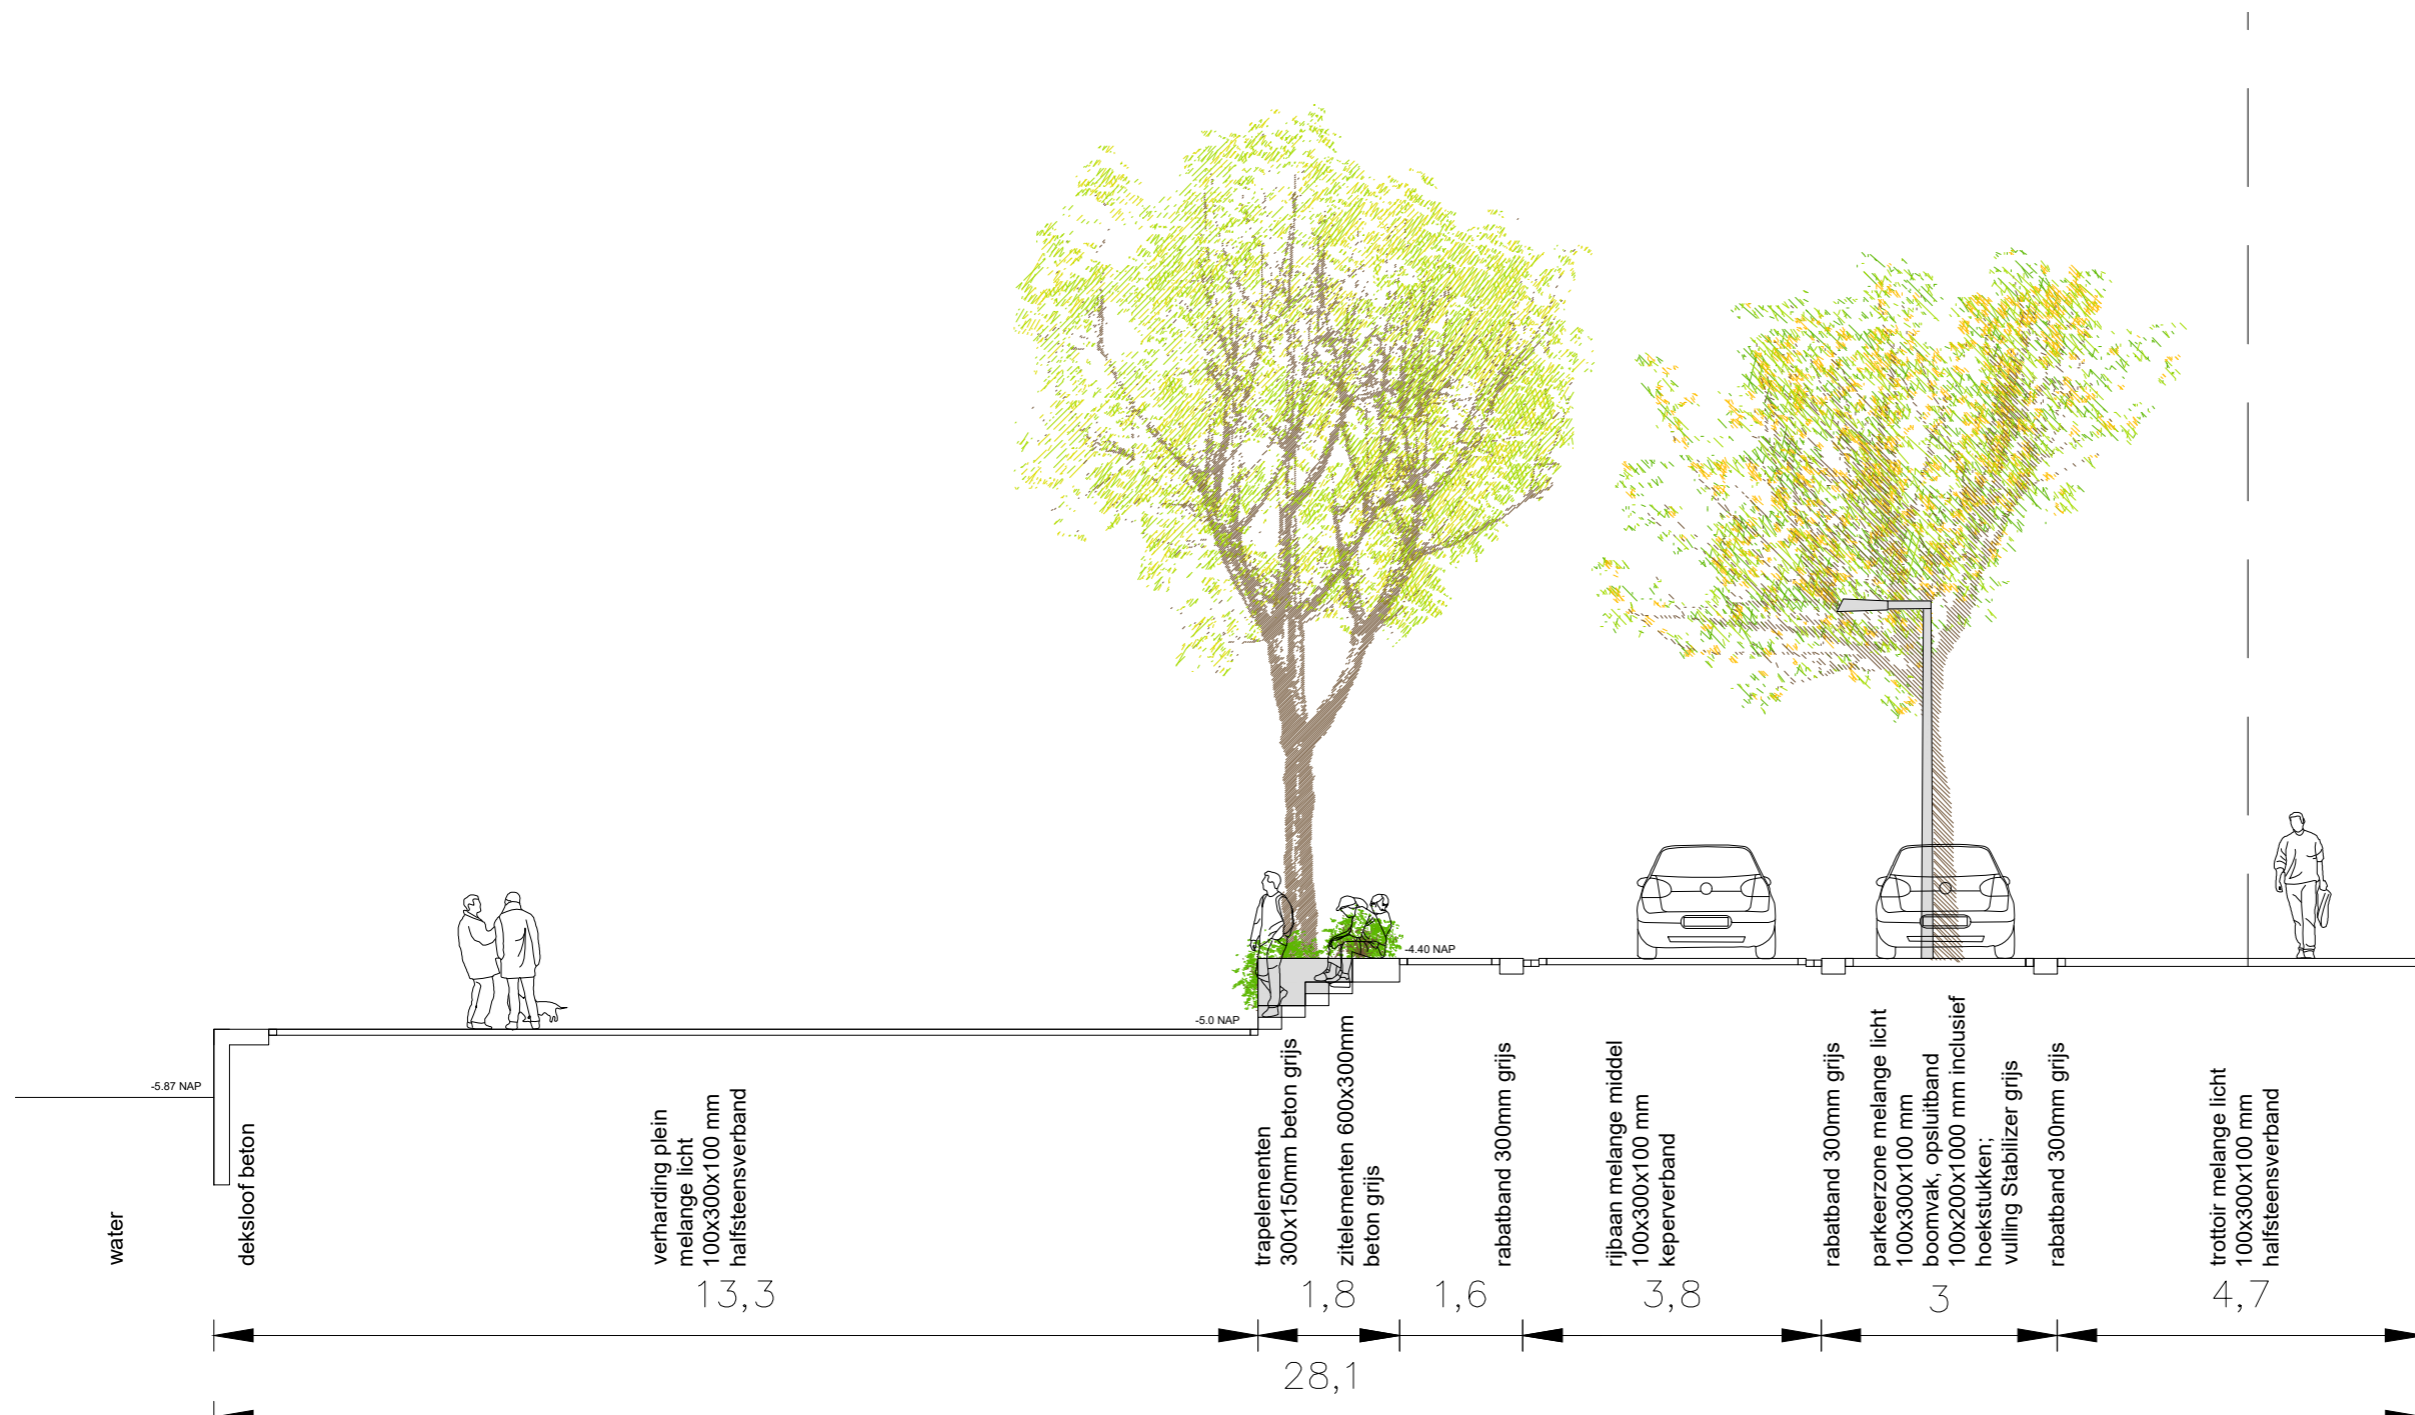 -4.40 NAP
-5.0 NAP
-5.87 NAP
water
deksloof beton
verharding plein
melange licht
100x300x100 mm
halfsteensverband
trapelementen
300x150mm beton grijs
zitelementen 600x300mm
beton grijs
rabatband 300mm grijs
rijbaan melange middel
100x300x100 mm
keperverband
rabatband 300mm grijs
parkeerzone melange licht
100x300x100 mm
boomvak, opsluitband
100x200x1000 mm inclusief
hoekstukken;
vulling Stabilizer grijs
rabatband 300mm grijs
trottoir melange licht
100x300x100 mm
halfsteensverband
13,3
1,8
1,6
3,8
3
4,7
28,1